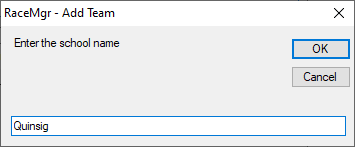 RaceMgr - Add Team
Enter the school name
OK
Cancel
Quinsig